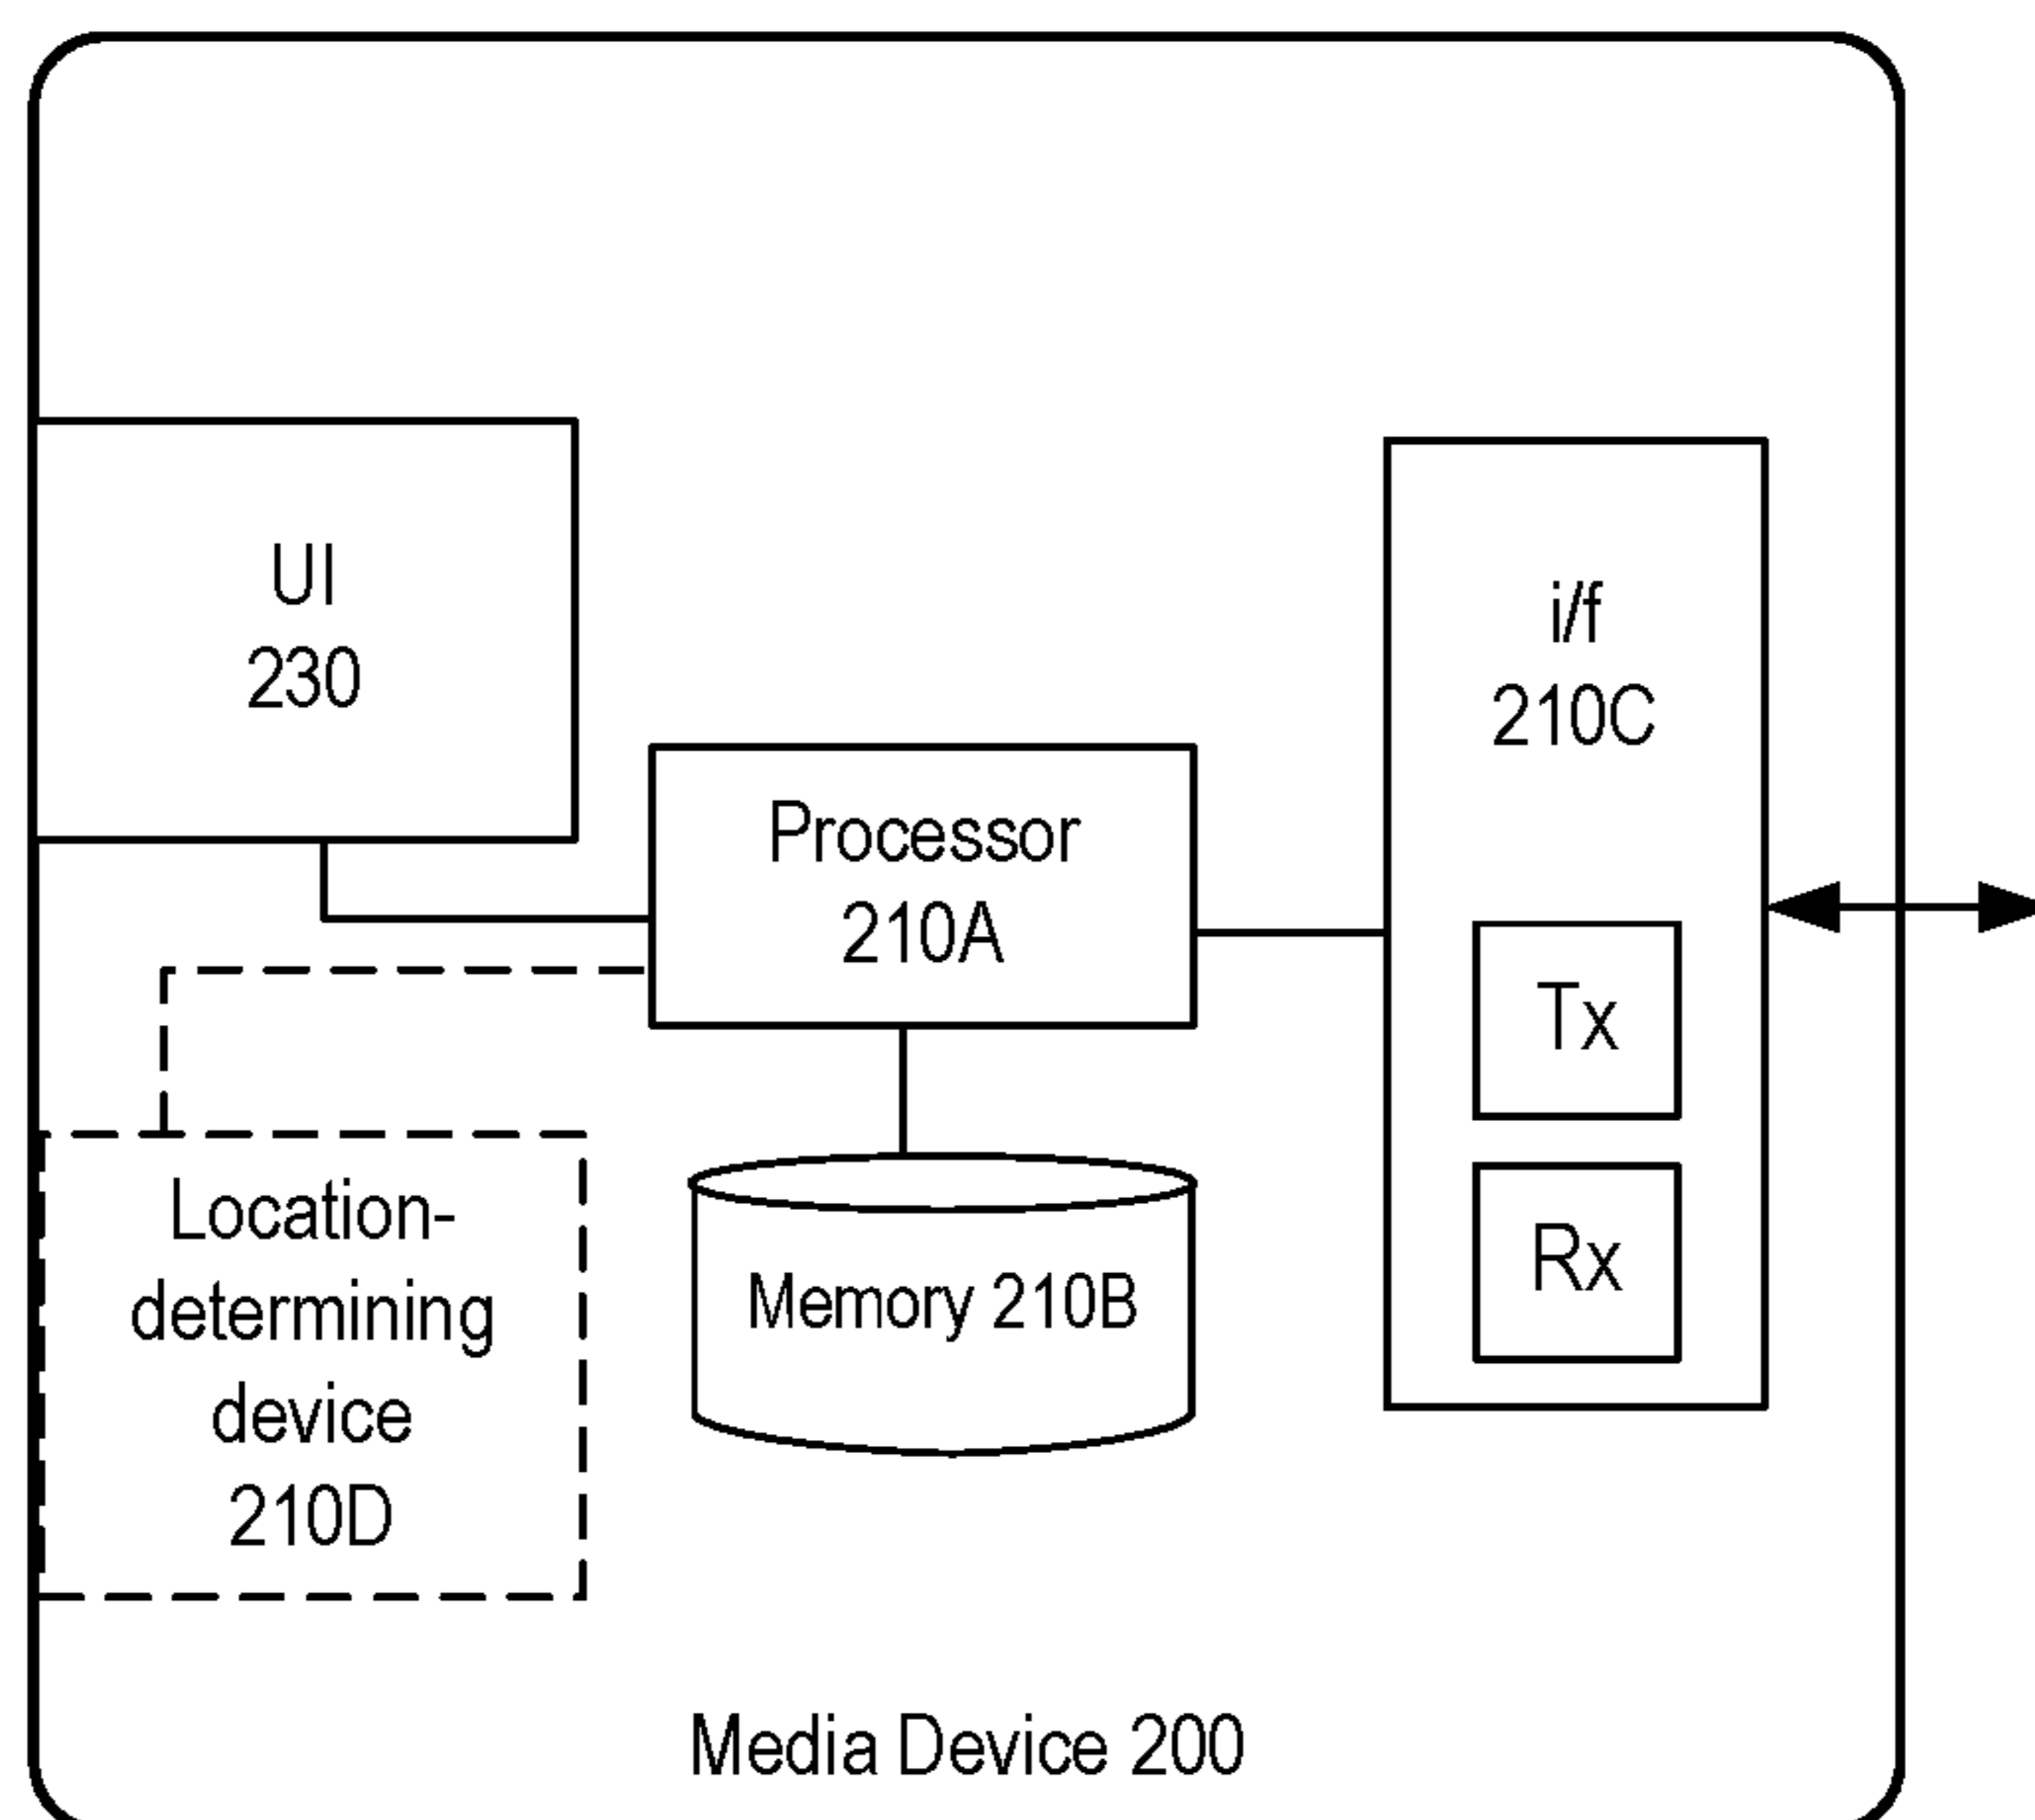 UI
230
Processor
210A
i/f
210C
Tx
Rx
Location-
determining
device
210D
Memory 210B
Media Device 200